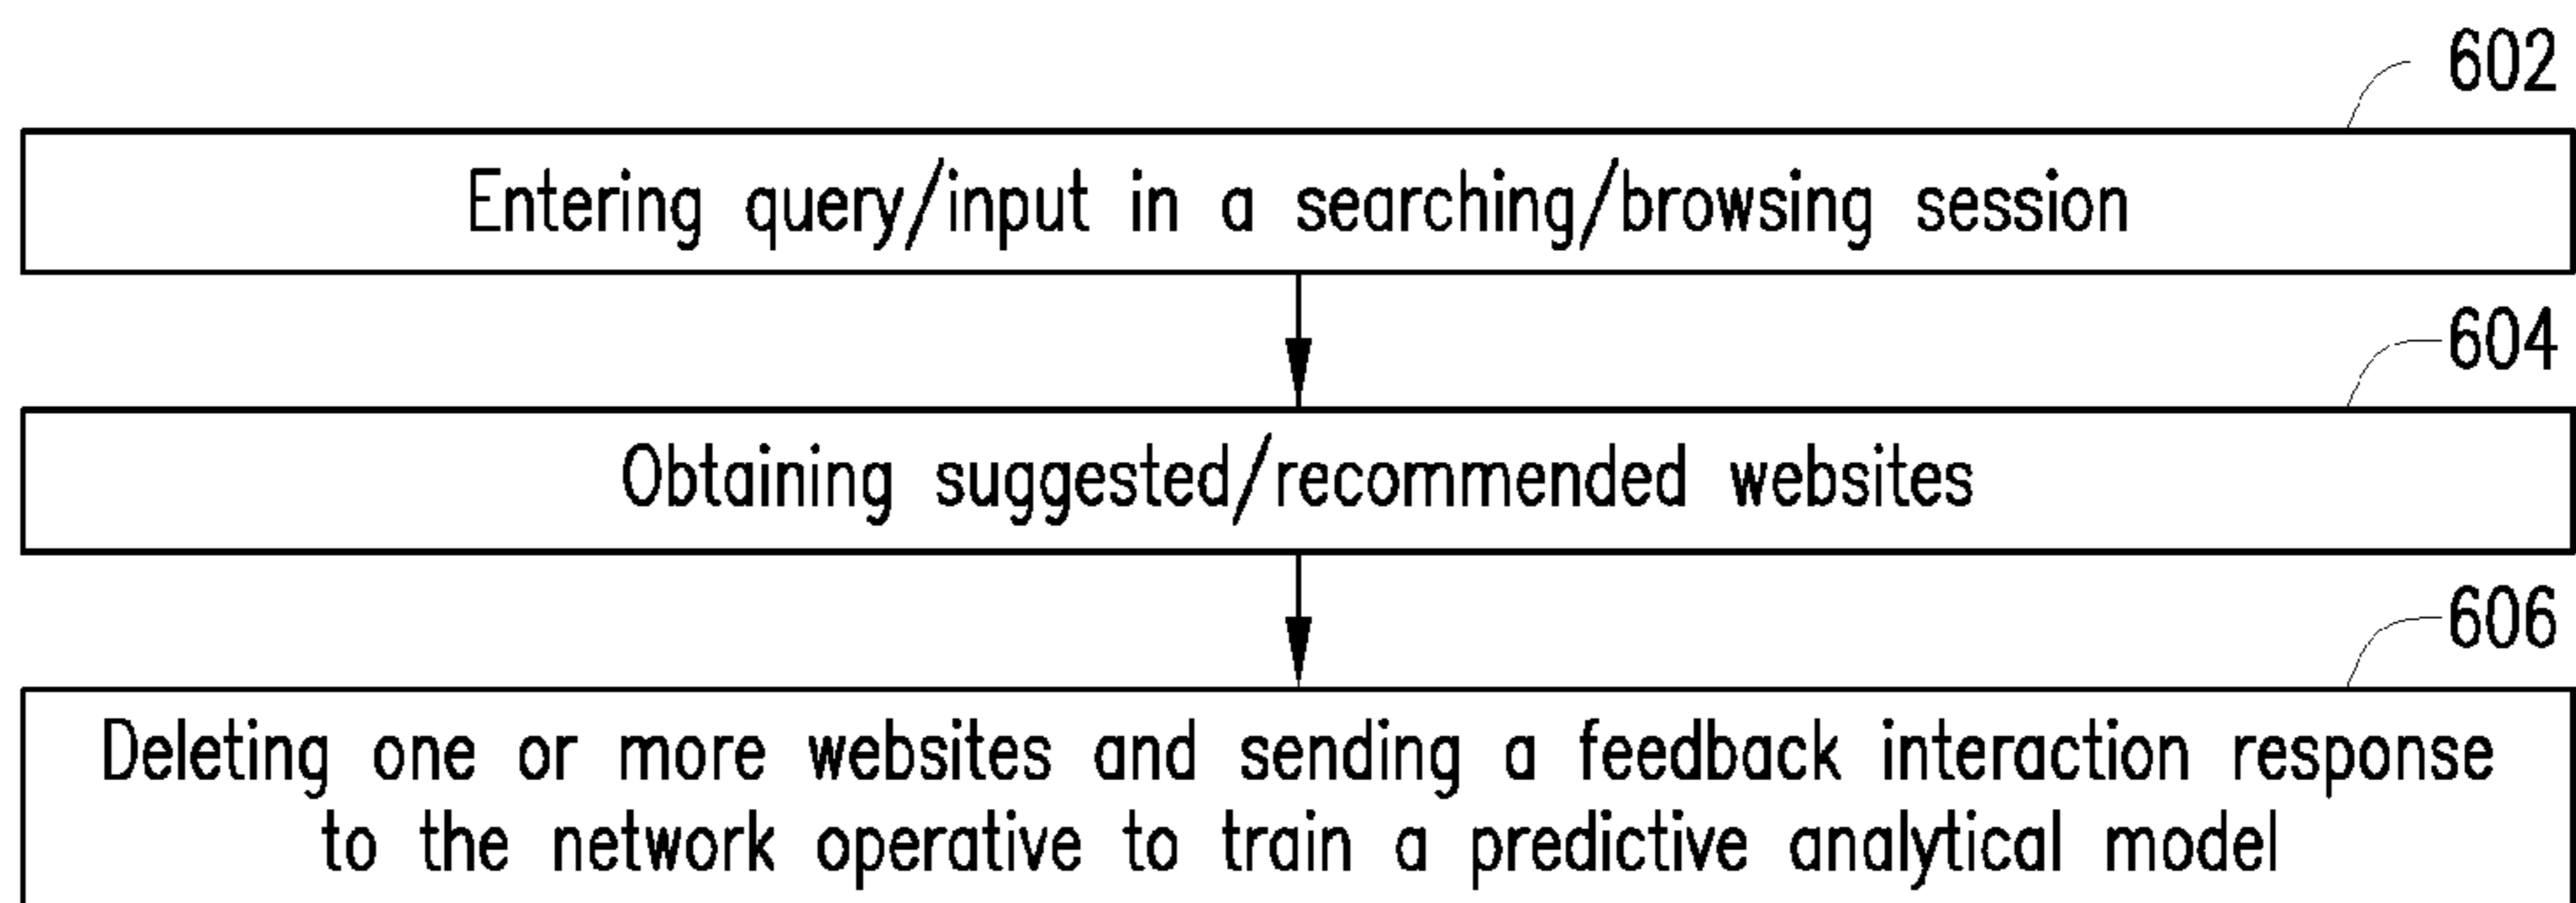 602
Entering query/input in a searching/browsing session
604
Obtaining suggested/recommended websites
606
Deleting one or more websites and sending a feedback interaction response
to the network operative to train a predictive analytical model